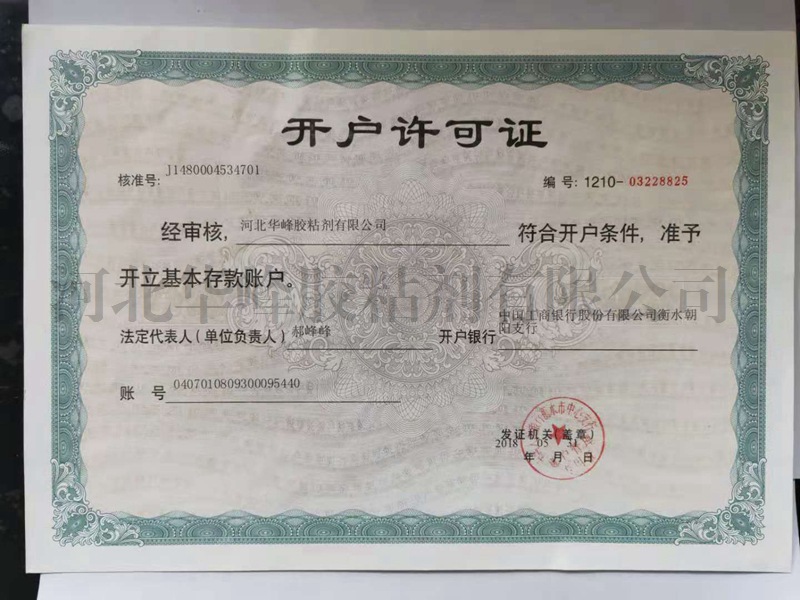 开户许可证
核准号: J1480004534701
编号: 1210- 03228825
经审核, 河北华峰胶粘剂有限公司 符合开户条件, 准予
开立基本存款账户。
河北华峰胶粘剂有限公司
法定代表人(单位负责人) 郝峰峰 开户银行 中国工商银行股份有限公司衡水朝
阳支行
账 号 0407010809300095440
发证机关(盖章)
2018 05 31
年 月 日